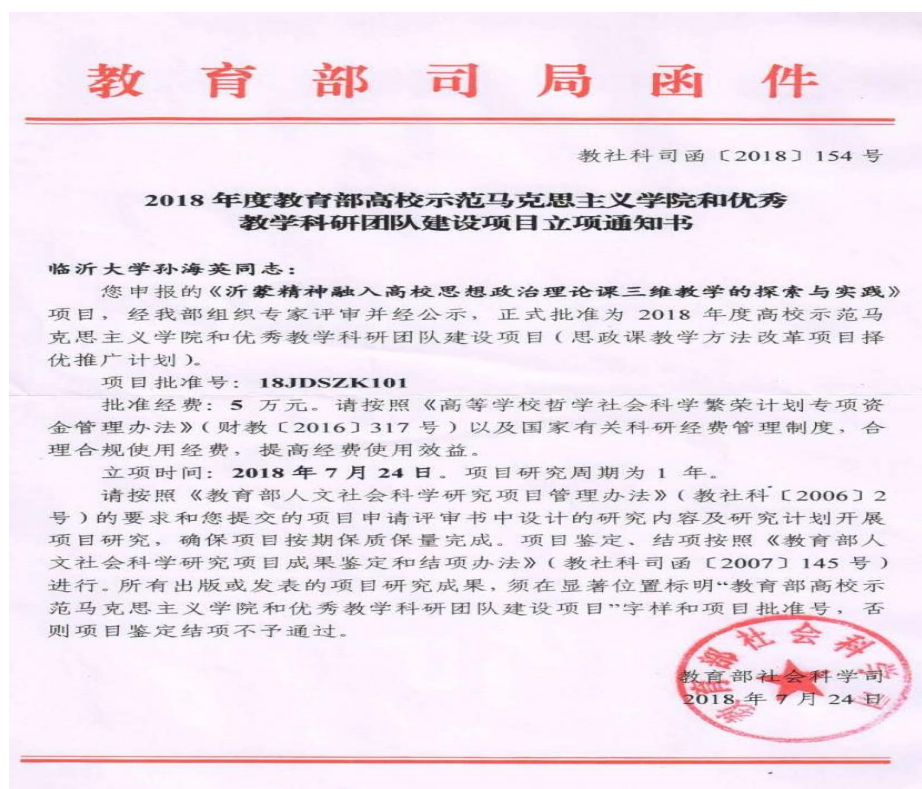 教育部司局函件
教社科司函〔2018〕154号
2018年度教育部高校示范马克思主义学院和优秀
教学科研团队建设项目立项通知书
临沂大学孙海英同志：
您申报的《沂蒙精神融入高校思想政治理论课三维教学的探索与实践》
项目，经我部组织专家评审并经公示，正式批准为 2018 年度高校示范马
克思主义学院和优秀教学科研团队建设项目（思政课教学方法改革项目择
优推广计划）。
项目批准号：18JDSZK101
批准经费：5 万元。请按照《高等学校哲学社会科学繁荣计划专项资
金管理办法》（财教〔2016〕317 号）以及国家有关科研经费管理制度，合
理合规使用经费，提高经费使用效益。
立项时间：2018 年 7 月 24 日。项目研究周期为 1 年。
请按照《教育部人文社会科学研究项目管理办法》（教社科〔2006〕2
号）的要求和您提交的项目申请评审书中设计的研究内容及研究计划开展
项目研究，确保项目按期保质保量完成。项目鉴定、结项按照《教育部人
文社会科学研究项目成果鉴定和结项办法》（教社科司函〔2007〕145 号）
进行。所有出版或发表的项目研究成果，须在显著位置标明“教育部高校示
范马克思主义学院和优秀教学科研团队建设项目”字样和项目批准号，否
则项目鉴定结项不予通过。
教育部社会科学司
2018 年 7 月 24 日
教育部社会科学司